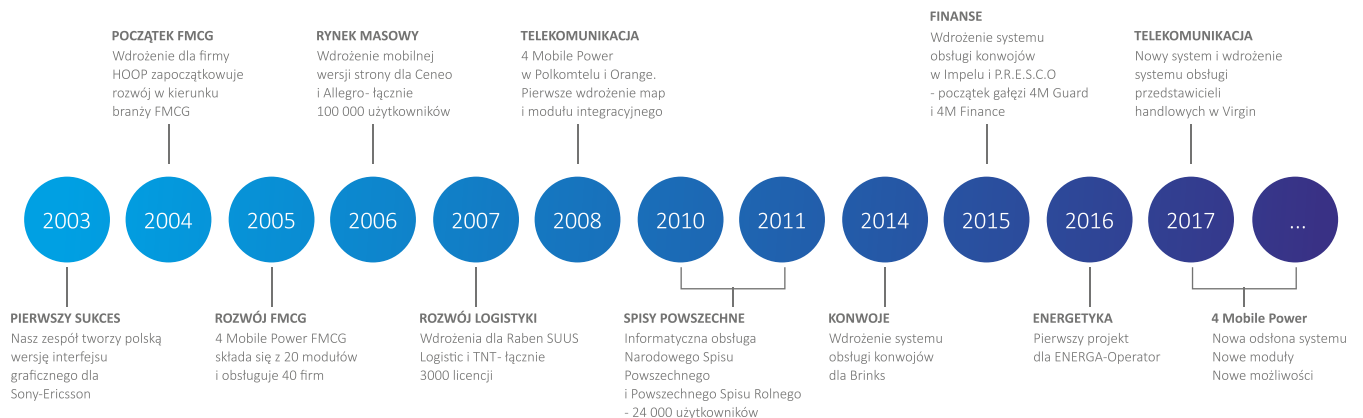 POCZĄTEK FMCG
Wdrożenie dla firmy
HOOP zapoczątkowuje
rozwój w kierunku
branży FMCG
RYNEK MASOWY
Wdrożenie mobilnej
wersji strony dla Ceneo
i Allegro- łącznie
100 000 użytkowników
TELEKOMUNIKACJA
4 Mobile Power
w Polkomtelu i Orange.
Pierwsze wdrożenie map
i modułu integracyjnego
FINANSE
Wdrożenie systemu
obsługi konwojów
w Impelu i P.R.E.S.C.O
- początek gałęzi 4M Guard
i 4M Finance
TELEKOMUNIKACJA
Nowy system i wdrożenie
systemu obsługi
przedstawicieli
handlowych w Virgin
2003
2004
2005
2006
2007
2008
2010
2011
2014
2015
2016
2017
...
PIERWSZY SUKCES
Nasz zespół tworzy polską
wersję interfejsu
graficznego dla
Sony-Ericsson
ROZWÓJ FMCG
4 Mobile Power FMCG
składa się z 20 modułów
i obsługuje 40 firm
ROZWÓJ LOGISTYKI
Wdrożenia dla Raben SUUS
Logistic i TNT- łącznie
3000 licencji
SPISY POWSZECHNE
Informatyczna obsługa
Narodowego Spisu
Powszechnego
i Powszechnego Spisu Rolnego
- 24 000 użytkowników
KONWOJE
Wdrożenie systemu
obsługi konwojów
dla Brinks
ENERGETYKA
Pierwszy projekt
dla ENERGA-Operator
4 Mobile Power
Nowa odsłona systemu
Nowe moduły
Nowe możliwości